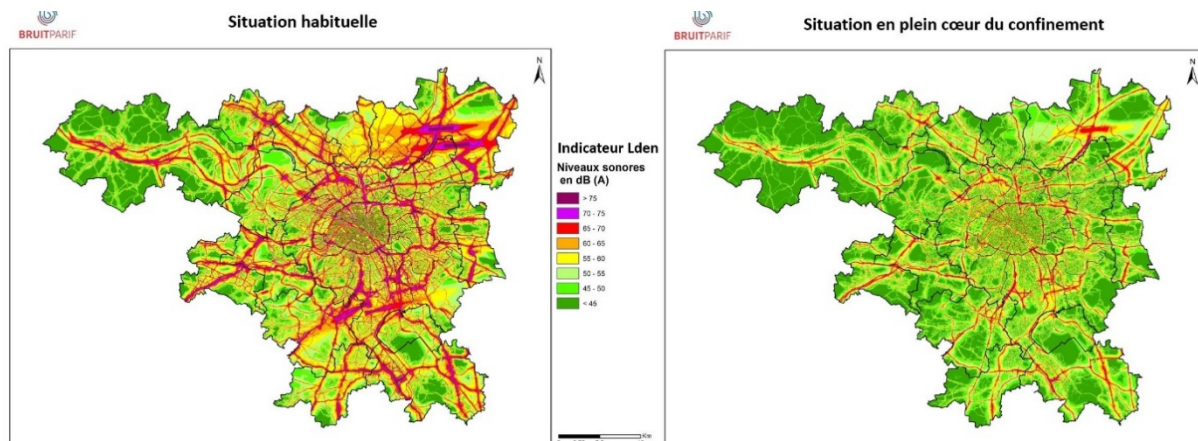 Situation habituelle
BRUITPARIF
N
Indicateur Lden
Niveaux sonores
en dB (A)
> 75
70 - 75
65 - 70
60 - 65
55 - 60
50 - 55
45 - 50
< 45
Km
Situation en plein cœur du confinement
BRUITPARIF
N